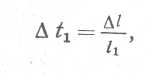 Δ t₁ = Δl / l₁,